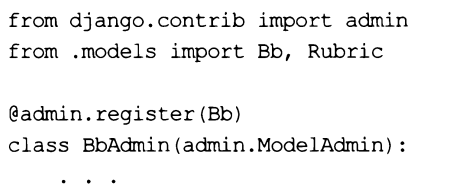 from django.contrib import admin
from .models import Bb, Rubric
@admin.register(Bb)
class BbAdmin(admin.ModelAdmin):
. . .